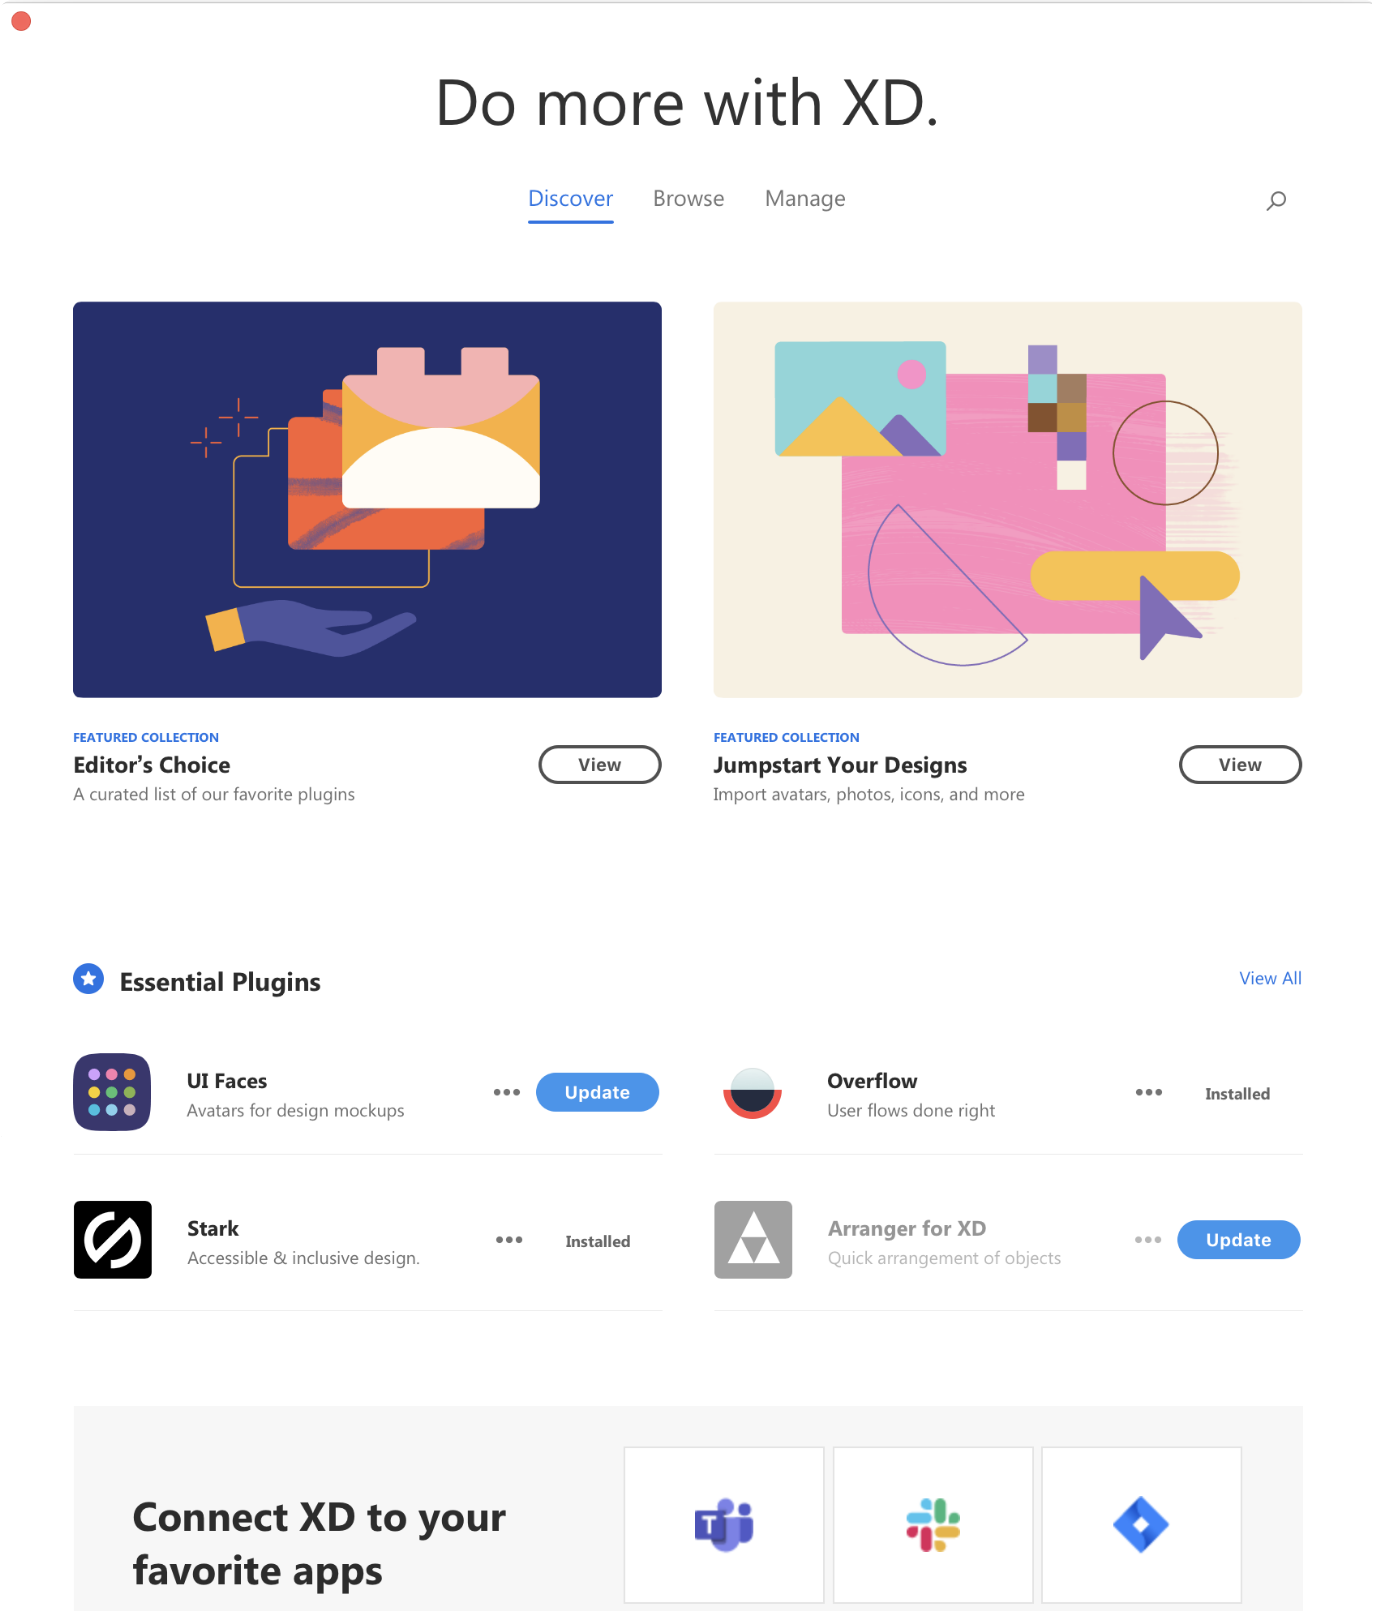 Do more with XD.
Discover Browse Manage
FEATURED COLLECTION
Editor’s Choice
A curated list of our favorite plugins
View
FEATURED COLLECTION
Jumpstart Your Designs
Import avatars, photos, icons, and more
View
Essential Plugins
View All
UI Faces
Avatars for design mockups
Update
Overflow
User flows done right
Installed
Stark
Accessible & inclusive design.
Installed
Arranger for XD
Quick arrangement of objects
Update
Connect XD to your
favorite apps
T